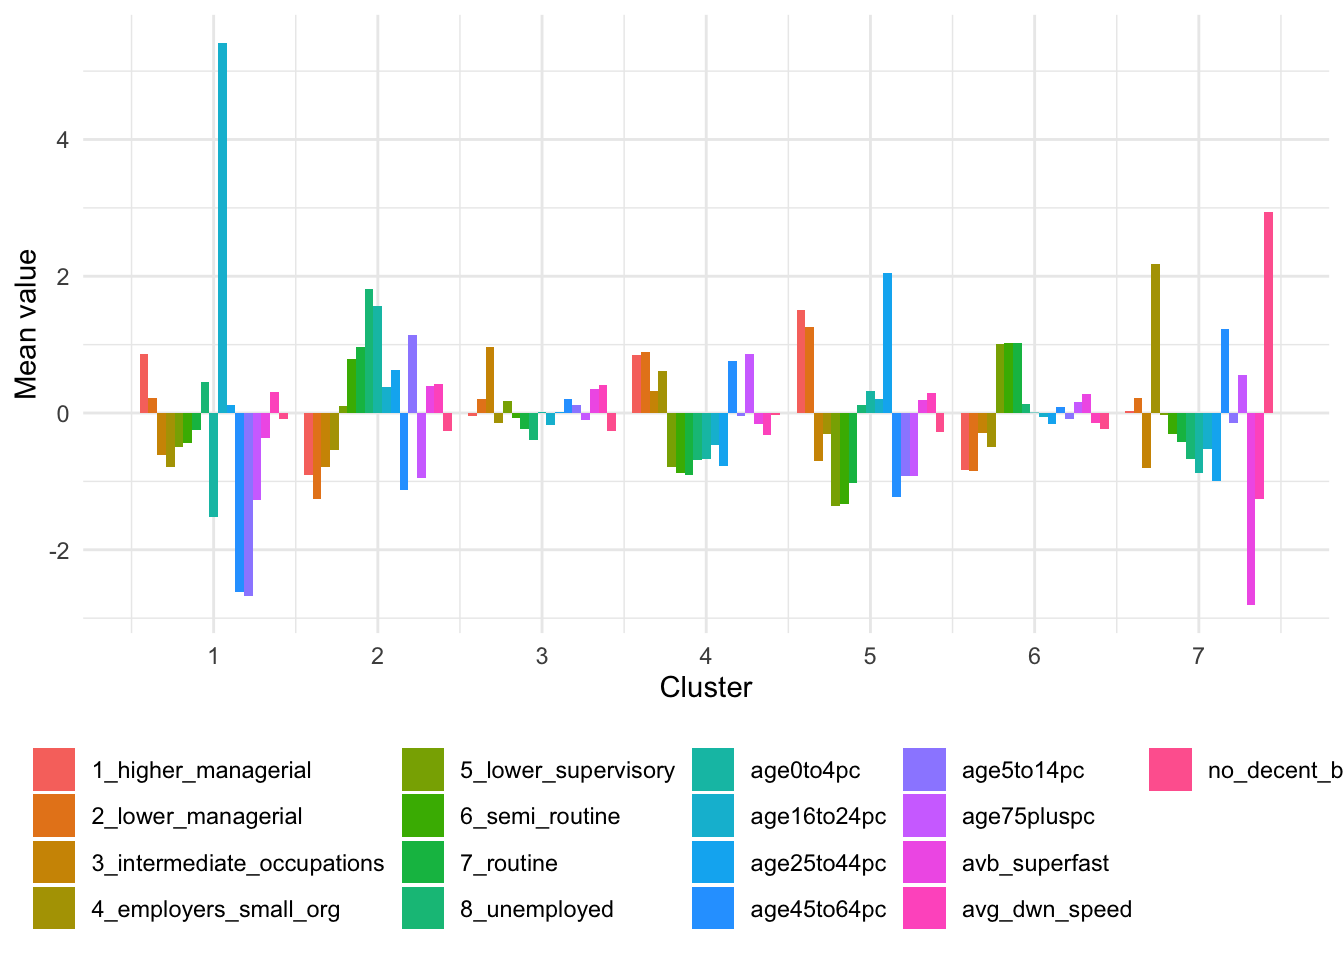 4
2
0
-2
Mean value
1 2 3 4 5 6 7
Cluster
1_higher_managerial 5_lower_supervisory age0to4pc age5to14pc no_decent_b
2_lower_managerial 6_semi_routine age16to24pc age75pluspc
3_intermediate_occupations 7_routine age25to44pc avb_superfast
4_employers_small_org 8_unemployed age45to64pc avg_dwn_speed